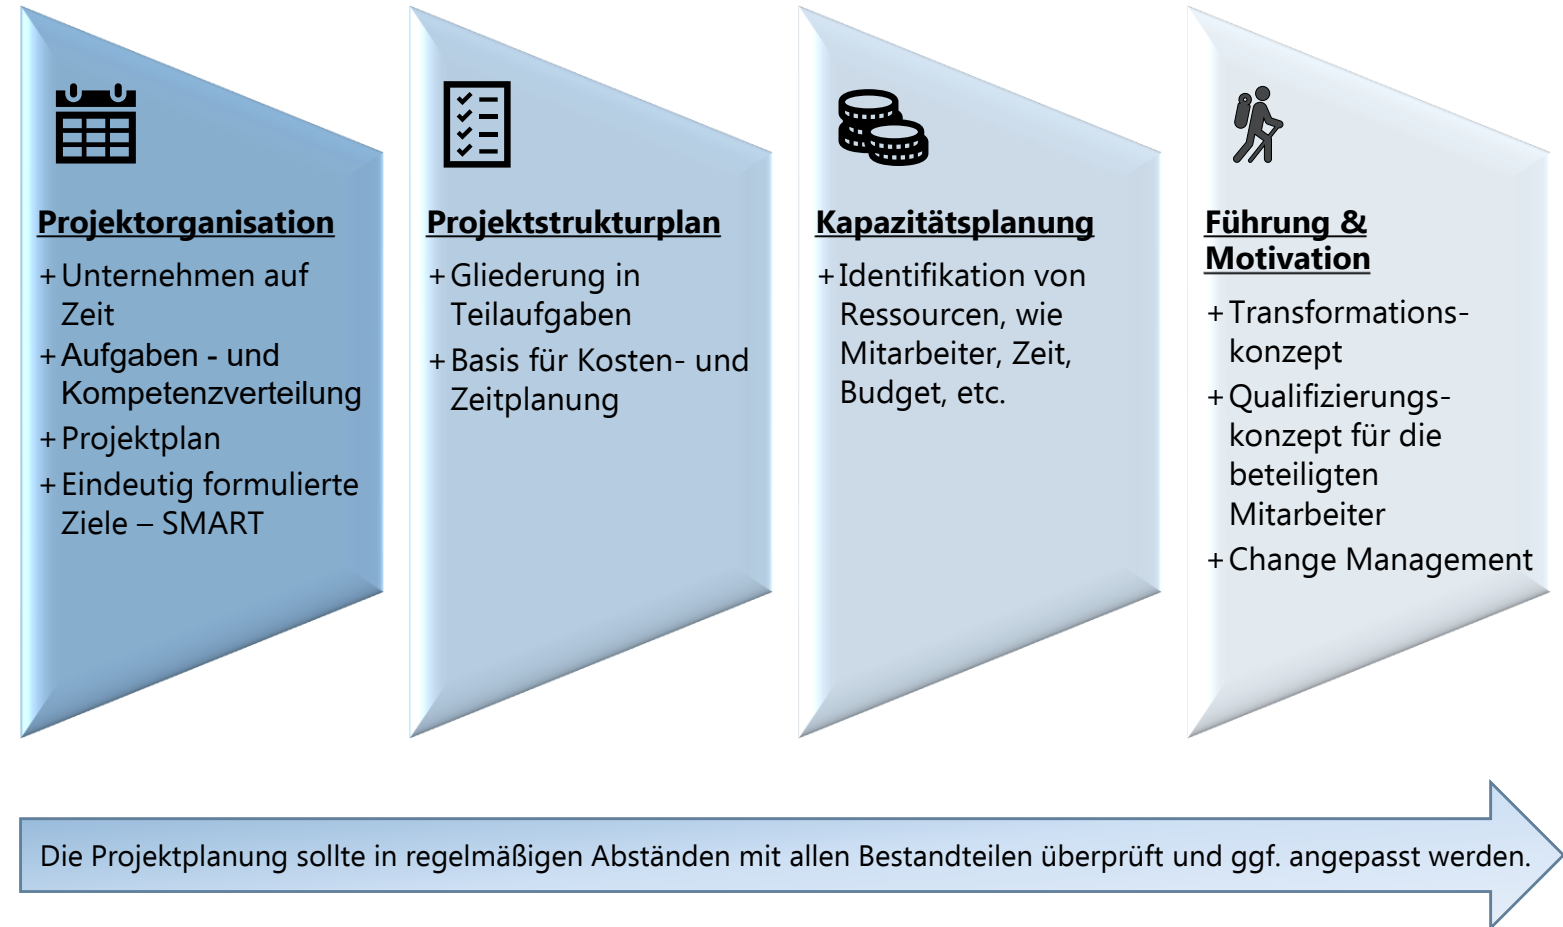 Projektorganisation
+Unternehmen auf
Zeit
+Aufgaben - und
Kompetenzverteilung
+Projektplan
+Eindeutig formulierte
Ziele – SMART
Projektstrukturplan
+Gliederung in
Teilaufgaben
+Basis für Kosten- und
Zeitplanung
Kapazitätsplanung
+Identifikation von
Ressourcen, wie
Mitarbeiter, Zeit,
Budget, etc.
Führung &
Motivation
+Transformations-
konzept
+Qualifizierungs-
konzept für die
beteiligten
Mitarbeiter
+Change Management
Die Projektplanung sollte in regelmäßigen Abständen mit allen Bestandteilen überprüft und ggf. angepasst werden.